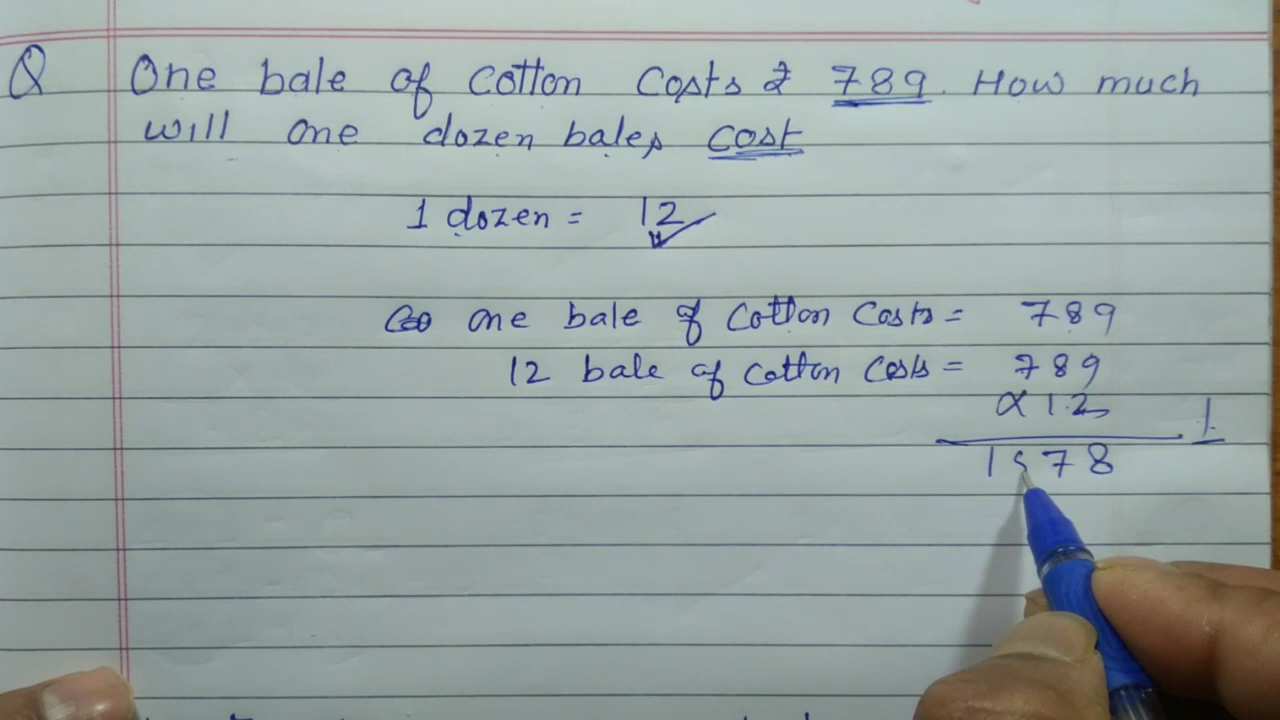 Q One bale of cotton costs ₹ 789. How much
will one dozen bales cost
1 dozen = 12
one bale of cotton costs = 789
12 bale of cotton costs = 789
x 12
1
1578